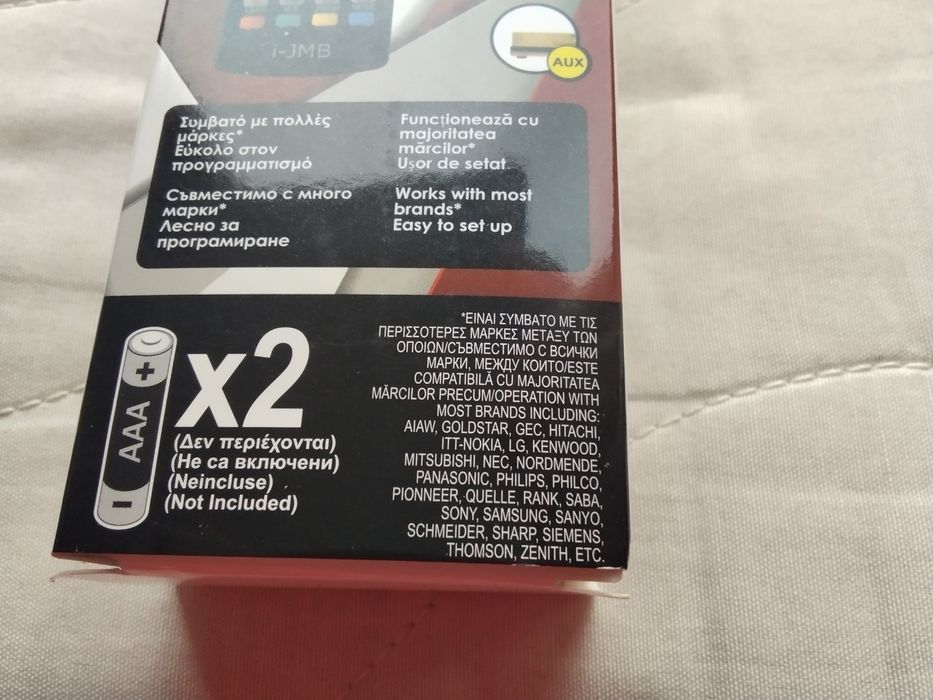 i-JMB
AUX
Συμβατό με πολλές
μάρκες*
Εύκολο στον
προγραμματισμό
Funcționează cu
majoritatea
mărcilor*
Ușor de setat.
Съвместимо с много
марки*
Лесно за
програмиране
Works with most
brands*
Easy to set up
AAA
x2
(Δεν περιέχονται)
(Не са включени)
(Neincluse)
(Not Included)
*ΕΙΝΑΙ ΣΥΜΒΑΤΟ ΜΕ ΤΙΣ
ΠΕΡΙΣΣΟΤΕΡΕΣ ΜΑΡΚΕΣ ΜΕΤΑΞΥ ΤΩΝ
ΟΠΟΙΩΝ/СЪВМЕСТИМО С ВСИЧКИ
МАРКИ, МЕЖДУ КОИТО/ESTE
COMPATIBILĂ CU MAJORITATEA
MĂRCILOR PRECUM/OPERATION WITH
MOST BRANDS INCLUDING:
AIAW, GOLDSTAR, GEC, HITACHI,
ITT-NOKIA, LG, KENWOOD,
MITSUBISHI, NEC, NORDMENDE,
PANASONIC, PHILIPS, PHILCO,
PIONNEER, QUELLE, RANK, SABA,
SONY, SAMSUNG, SANYO,
SCHMEIDER, SHARP, SIEMENS,
THOMSON, ZENITH, ETC.